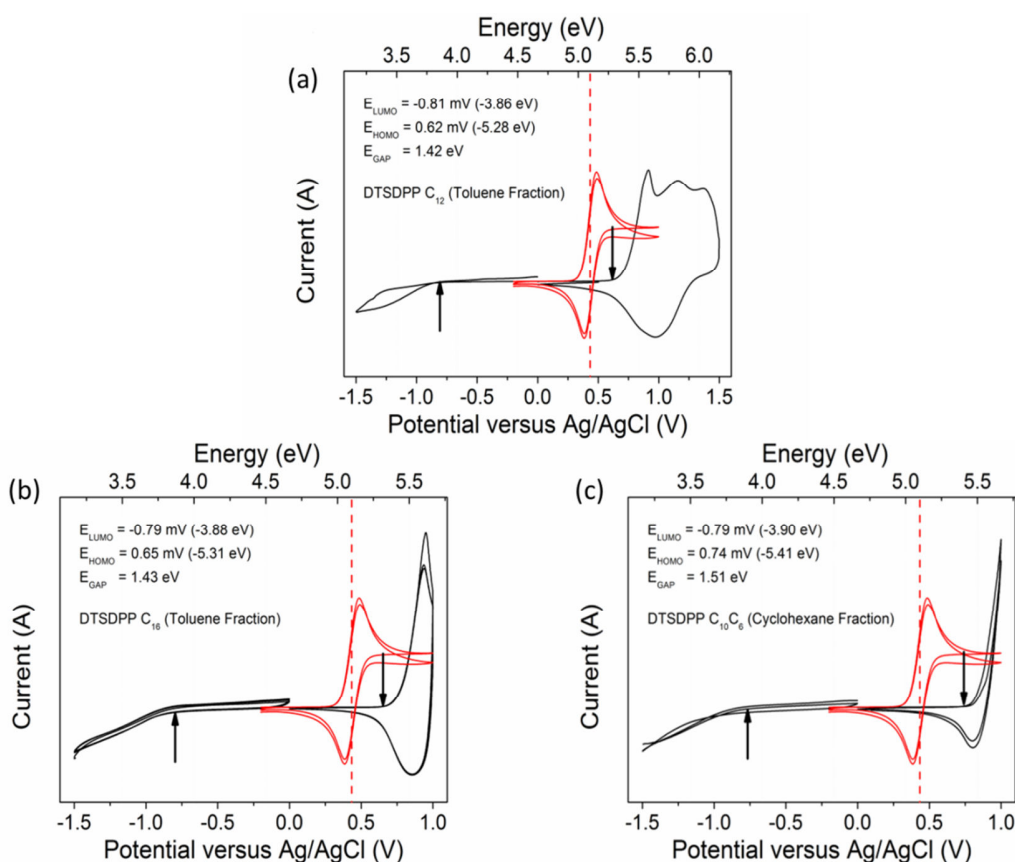 Energy (eV)
3.5 4.0 4.5 5.0 5.5 6.0
(a)
E_LUMO = -0.81 mV (-3.86 eV)
E_HOMO = 0.62 mV (-5.28 eV)
E_GAP = 1.42 eV
DTSDPP C_12 (Toluene Fraction)
Current (A)
-1.5 -1.0 -0.5 0.0 0.5 1.0 1.5
Potential versus Ag/AgCl (V)
Energy (eV)
3.5 4.0 4.5 5.0 5.5
(b)
E_LUMO = -0.79 mV (-3.88 eV)
E_HOMO = 0.65 mV (-5.31 eV)
E_GAP = 1.43 eV
DTSDPP C_16 (Toluene Fraction)
Current (A)
-1.5 -1.0 -0.5 0.0 0.5 1.0
Potential versus Ag/AgCl (V)
Energy (eV)
3.5 4.0 4.5 5.0 5.5
(c)
E_LUMO = -0.79 mV (-3.90 eV)
E_HOMO = 0.74 mV (-5.41 eV)
E_GAP = 1.51 eV
DTSDPP C_10C_6 (Cyclohexane Fraction)
Current (A)
-1.5 -1.0 -0.5 0.0 0.5 1.0
Potential versus Ag/AgCl (V)